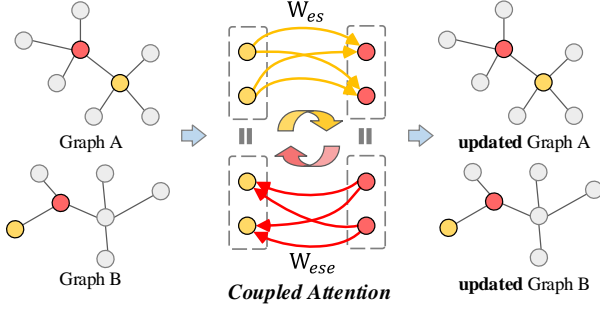 W_es
Graph A
updated Graph A
Graph B
W_ese
updated Graph B
Coupled Attention